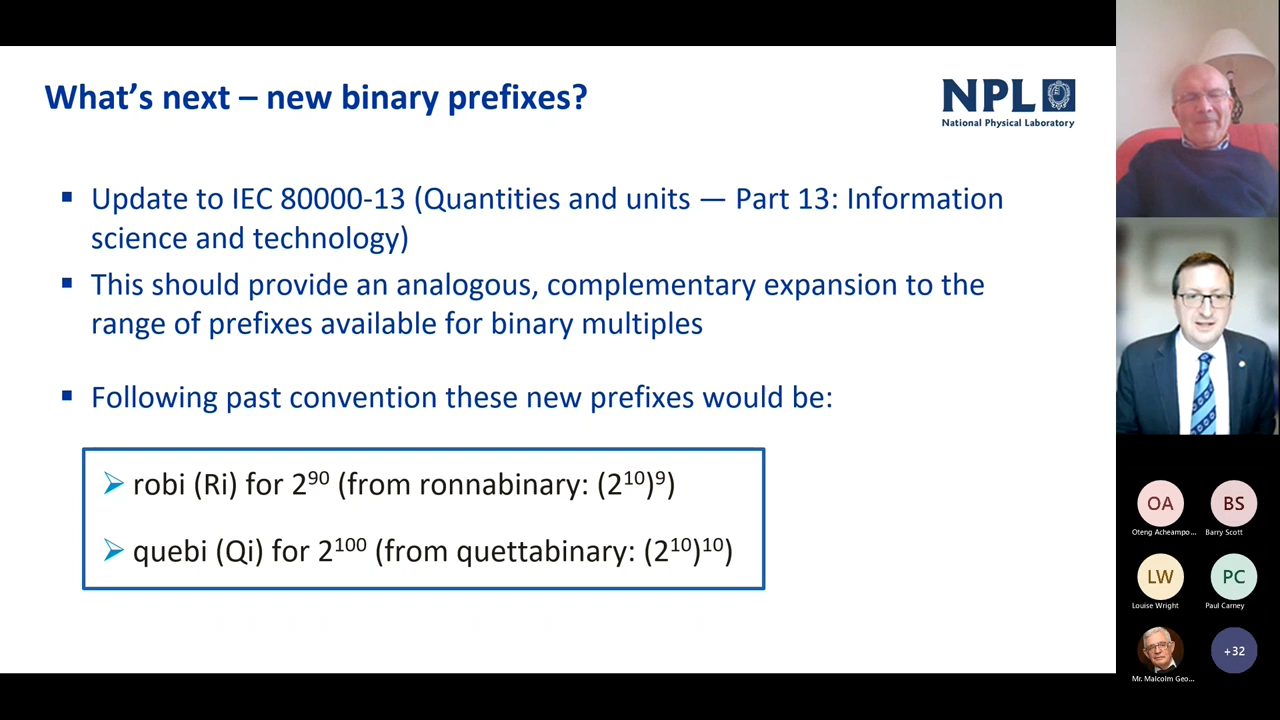 What's next – new binary prefixes?
NPL
National Physical Laboratory
▪ Update to IEC 80000-13 (Quantities and units — Part 13: Information
science and technology)
▪ This should provide an analogous, complementary expansion to the
range of prefixes available for binary multiples
▪ Following past convention these new prefixes would be:
➢ robi (Ri) for 2⁹⁰ (from ronnabinary: (2¹⁰)⁹)
➢ quebi (Qi) for 2¹⁰⁰ (from quettabinary: (2¹⁰)¹⁰)
OA
BS
Oteng Acheampo...
Barry Scott
LW
PC
Louise Wright
Paul Carney
+32
Mr. Malcolm Geo...